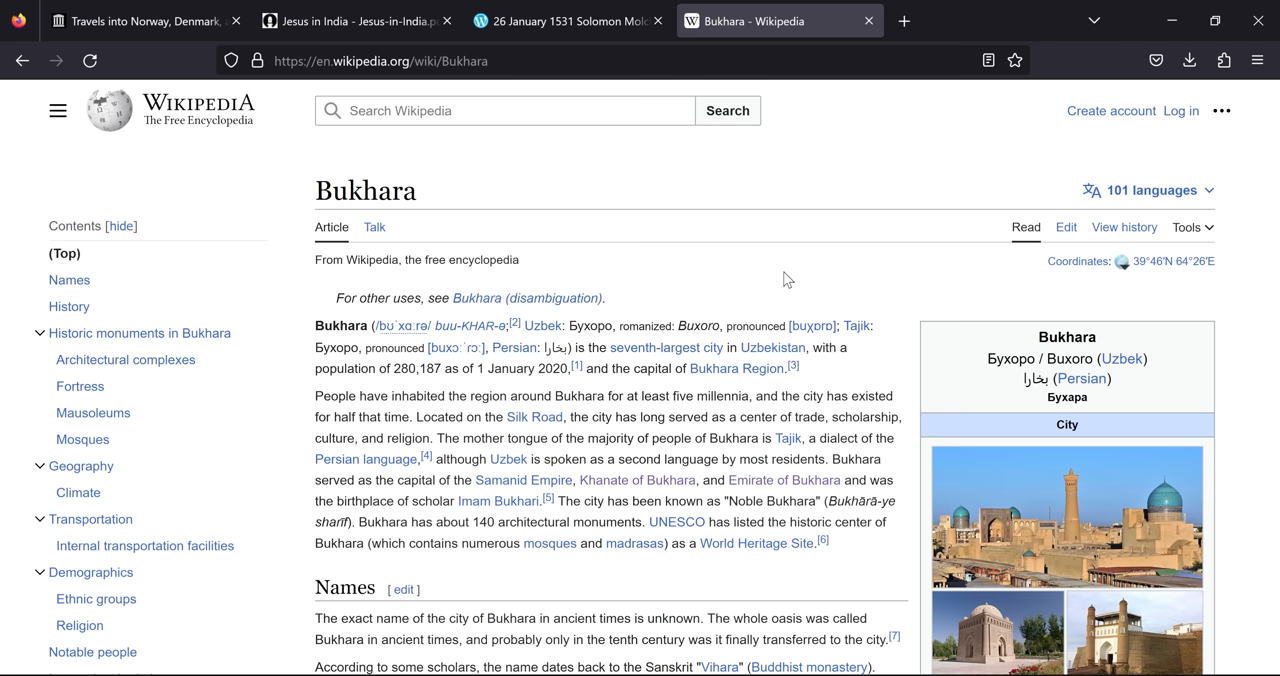 Travels into Norway, Denmark,
Jesus in India - Jesus-in-India.p
26 January 1531 Solomon Mol
Bukhara - Wikipedia
https://en.wikipedia.org/wiki/Bukhara
WIKIPEDIA
The Free Encyclopedia
Search Wikipedia
Search
Create account Log in
Bukhara
101 languages
Contents [hide]
Article Talk
Read Edit View history Tools
(Top)
Names
History
Historic monuments in Bukhara
Architectural complexes
Fortress
Mausoleums
Mosques
Geography
Climate
Transportation
Internal transportation facilities
Demographics
Ethnic groups
Religion
Notable people
From Wikipedia, the free encyclopedia
Coordinates: 39°46′N 64°26′E
For other uses, see Bukhara (disambiguation).
Bukhara (/bʊˈxɑːrə/ buu-KHAR-ə;[2] Uzbek: Бухоро, romanized: Buxoro, pronounced [buχɒrɒ]; Tajik:
Бухоро, pronounced [buxɔːˈrɔː], Persian: بخارا) is the seventh-largest city in Uzbekistan, with a
population of 280,187 as of 1 January 2020,[1] and the capital of Bukhara Region.[3]
People have inhabited the region around Bukhara for at least five millennia, and the city has existed
for half that time. Located on the Silk Road, the city has long served as a center of trade, scholarship,
culture, and religion. The mother tongue of the majority of people of Bukhara is Tajik, a dialect of the
Persian language,[4] although Uzbek is spoken as a second language by most residents. Bukhara
served as the capital of the Samanid Empire, Khanate of Bukhara, and Emirate of Bukhara and was
the birthplace of scholar Imam Bukhari.[5] The city has been known as "Noble Bukhara" (Bukhārā-ye
sharīf). Bukhara has about 140 architectural monuments. UNESCO has listed the historic center of
Bukhara (which contains numerous mosques and madrasas) as a World Heritage Site.[6]
Names [ edit ]
The exact name of the city of Bukhara in ancient times is unknown. The whole oasis was called
Bukhara in ancient times, and probably only in the tenth century was it finally transferred to the city.[7]
According to some scholars, the name dates back to the Sanskrit "Vihara" (Buddhist monastery).
Bukhara
Бухоро / Buxoro (Uzbek)
بخارا (Persian)
Бухара
City